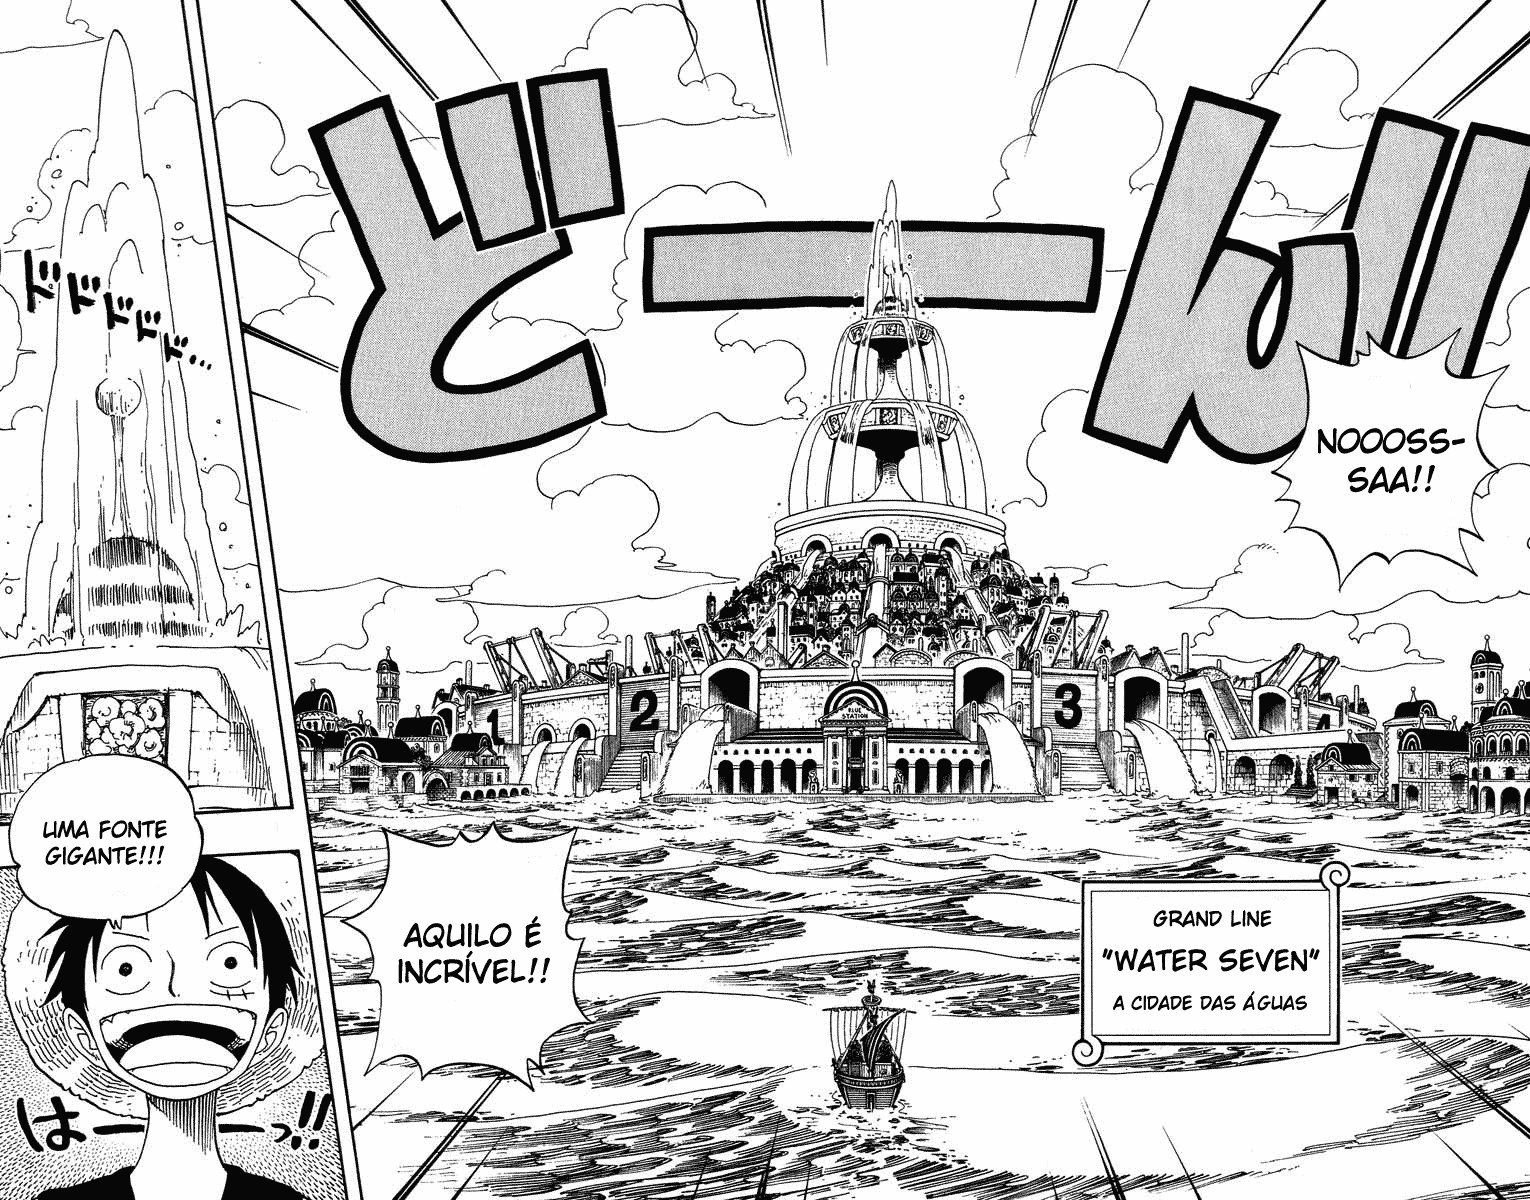 どーん!!
NOOOSS-
SAA!!
1
2
3
4
BLUE
STATION
AQUILO É
INCRÍVEL!!
GRAND LINE
"WATER SEVEN"
A CIDADE DAS ÁGUAS
ドドドドド...
UMA FONTE
GIGANTE!!!
はーーっ!!